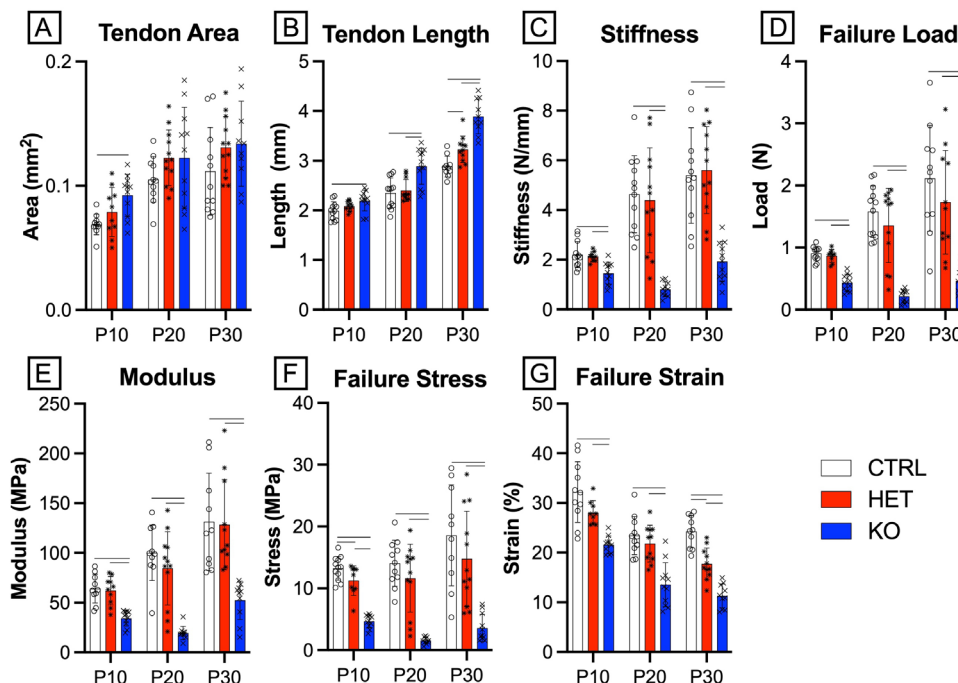 A Tendon Area
Area (mm2)
0.2
0.1
0.0
P10 P20 P30
B Tendon Length
Length (mm)
5
4
3
2
1
0
P10 P20 P30
C Stiffness
Stiffness (N/mm)
10
8
6
4
2
0
P10 P20 P30
D Failure Load
Load (N)
4
3
2
1
0
P10 P20 P30
E Modulus
Modulus (MPa)
250
200
150
100
50
0
P10 P20 P30
F Failure Stress
Stress (MPa)
40
30
20
10
0
P10 P20 P30
G Failure Strain
Strain (%)
50
40
30
20
10
0
P10 P20 P30
CTRL
HET
KO